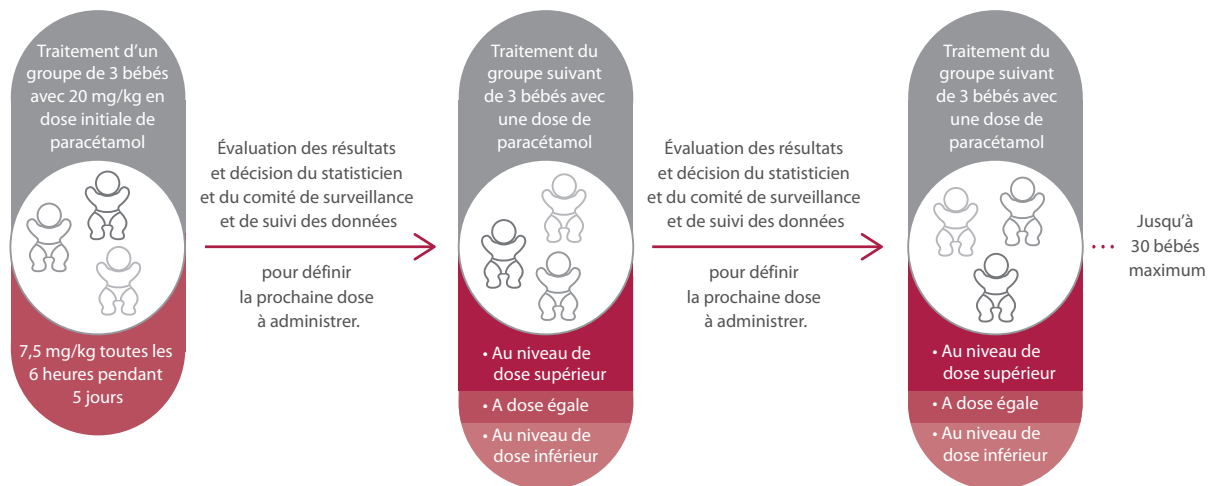 Traitement d'un
groupe de 3 bébés
avec 20 mg/kg en
dose initiale de
paracétamol
7,5 mg/kg toutes les
6 heures pendant
5 jours
Évaluation des résultats
et décision du statisticien
et du comité de surveillance
et de suivi des données
pour définir
la prochaine dose
à administrer.
Traitement du
groupe suivant
de 3 bébés avec
une dose de
paracétamol
• Au niveau de
dose supérieur
• A dose égale
• Au niveau de
dose inférieur
Évaluation des résultats
et décision du statisticien
et du comité de surveillance
et de suivi des données
pour définir
la prochaine dose
à administrer.
Traitement du
groupe suivant
de 3 bébés avec
une dose de
paracétamol
• Au niveau de
dose supérieur
• A dose égale
• Au niveau de
dose inférieur
Jusqu'à
30 bébés
maximum